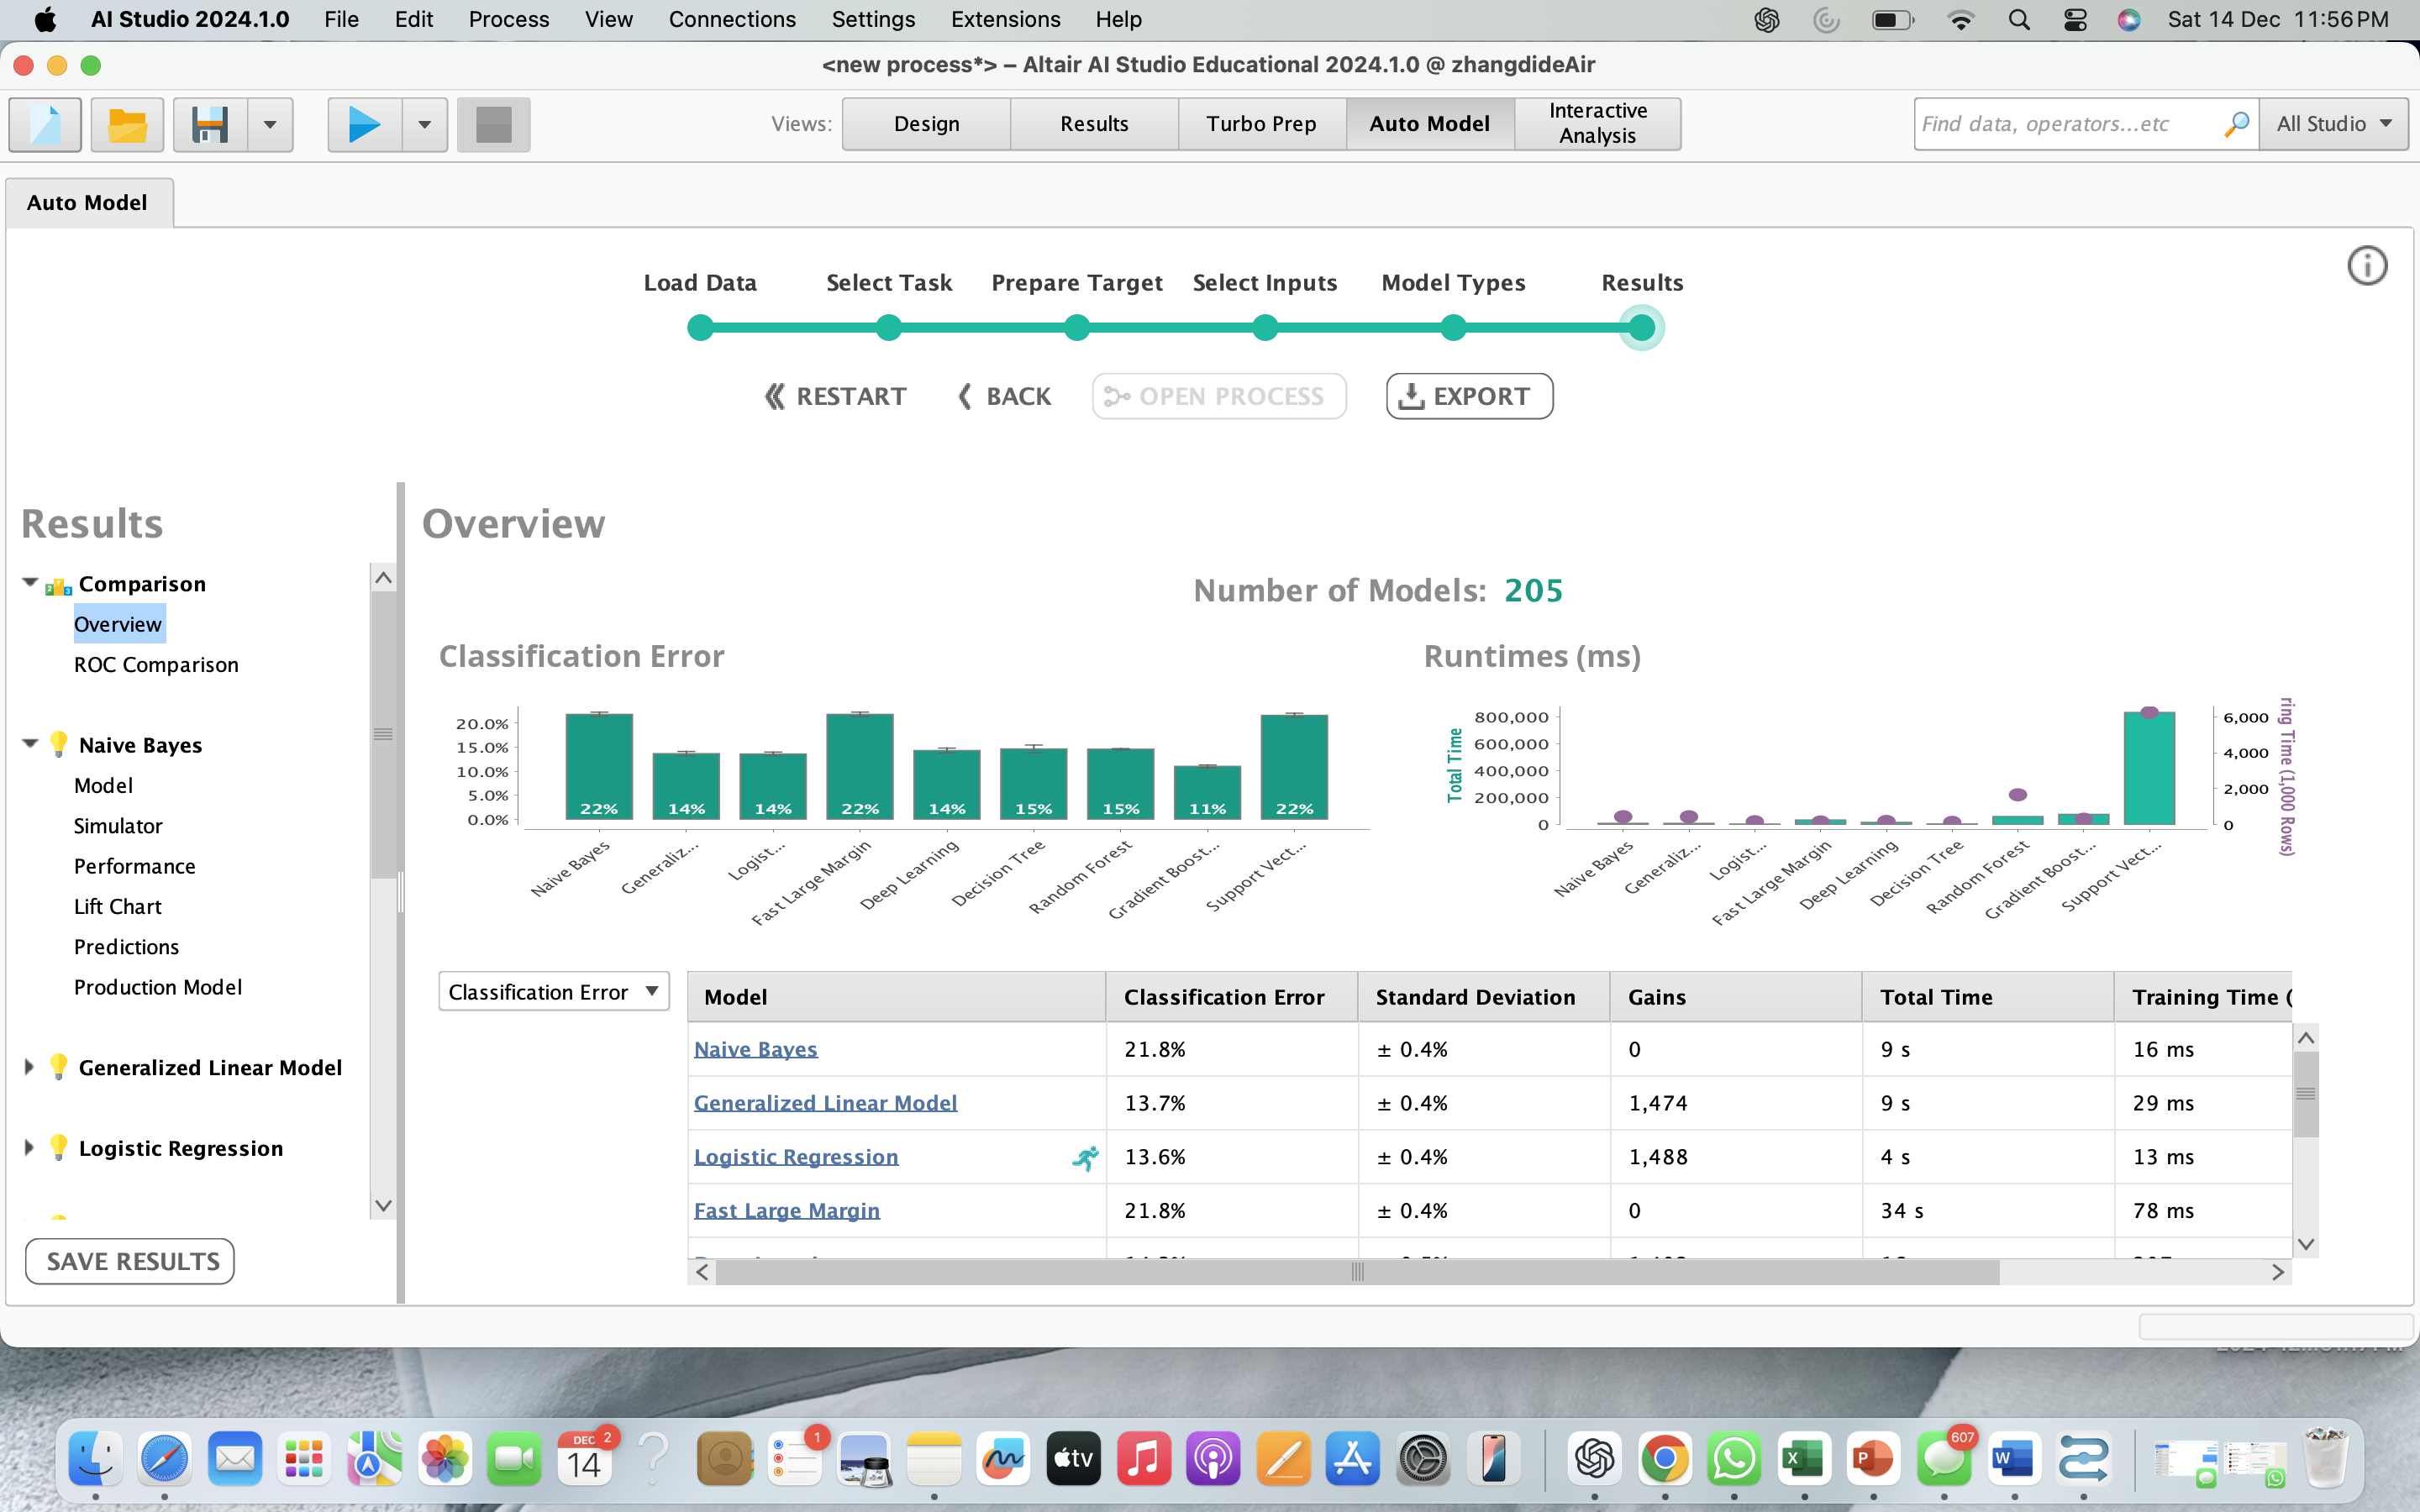 AI Studio 2024.1.0 File Edit Process View Connections Settings Extensions Help Sat 14 Dec 11:56 PM
<new process*> – Altair AI Studio Educational 2024.1.0 @ zhangdideAir
Views: Design Results Turbo Prep Auto Model Interactive Analysis Find data, operators...etc All Studio
Auto Model
Load Data Select Task Prepare Target Select Inputs Model Types Results
RESTART BACK OPEN PROCESS EXPORT
Results
Comparison
Overview
ROC Comparison
Naive Bayes
Model
Simulator
Performance
Lift Chart
Predictions
Production Model
Generalized Linear Model
Logistic Regression
SAVE RESULTS
Overview
Number of Models: 205
Classification Error
20.0%
15.0%
10.0%
5.0%
0.0%
22% 14% 14% 22% 14% 15% 15% 11% 22%
Naive Bayes Generaliz... Logist... Fast Large Margin Deep Learning Decision Tree Random Forest Gradient Boost... Support Vect...
Runtimes (ms)
Total Time
800,000
600,000
400,000
200,000
0
6,000
4,000
2,000
0
ring Time (1,000 Rows)
Naive Bayes Generaliz... Logist... Fast Large Margin Deep Learning Decision Tree Random Forest Gradient Boost... Support Vect...
Classification Error
Model Classification Error Standard Deviation Gains Total Time Training Time (
Naive Bayes 21.8% ± 0.4% 0 9 s 16 ms
Generalized Linear Model 13.7% ± 0.4% 1,474 9 s 29 ms
Logistic Regression 13.6% ± 0.4% 1,488 4 s 13 ms
Fast Large Margin 21.8% ± 0.4% 0 34 s 78 ms
DEC 2
14
1
tv
607